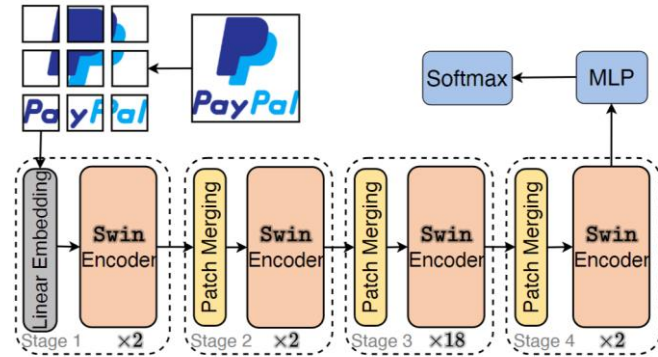 PayPal
PayPal
Softmax
MLP
Linear Embedding
Swin
Encoder
Stage 1
×2
Patch Merging
Swin
Encoder
Stage 2
×2
Patch Merging
Swin
Encoder
Stage 3
×18
Patch Merging
Swin
Encoder
Stage 4
×2